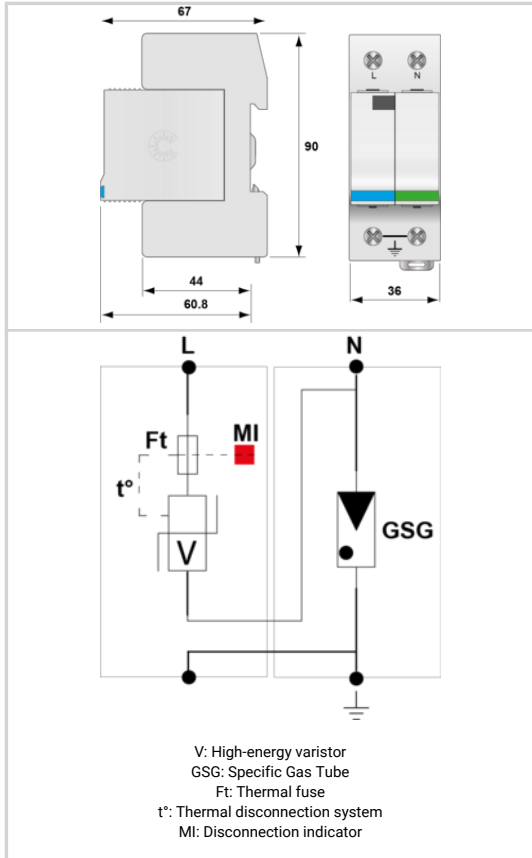 67
L N
90
44
60.8
36
L N
Ft MI
t°
V
GSG
V: High-energy varistor
GSG: Specific Gas Tube
Ft: Thermal fuse
t°: Thermal disconnection system
MI: Disconnection indicator